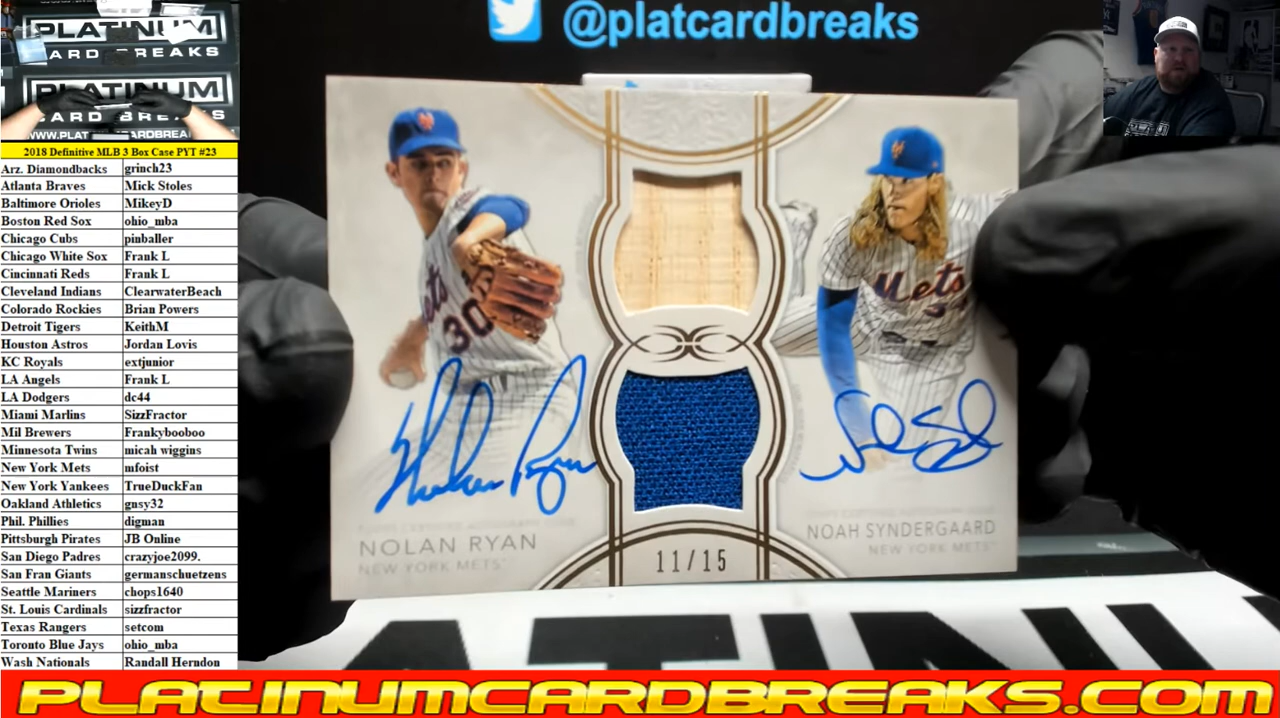 PLATINUM
CARD BREAKS
PLATINUM
CARD BREAKS
@platcardbreaks
2018 Definitive MLB 3 Box Case PYT #23
Arz. Diamondbacks grinch23
Atlanta Braves Mick Stoles
Baltimore Orioles MikeyD
Boston Red Sox ohio_mba
Chicago Cubs pinballer
Chicago White Sox Frank L
Cincinnati Reds Frank L
Cleveland Indians ClearwaterBeach
Colorado Rockies Brian Powers
Detroit Tigers KeithM
Houston Astros Jordan Lovis
KC Royals extjunior
LA Angels Frank L
LA Dodgers dc44
Miami Marlins SizzFractor
Mil Brewers Frankybooboo
Minnesota Twins micah wiggins
New York Mets mfoist
New York Yankees TrueDuckFan
Oakland Athletics gnsy32
Phil. Phillies digman
Pittsburgh Pirates JB Online
San Diego Padres crazyjoe2099.
San Fran Giants germanschuetzens
Seattle Mariners chops1640
St. Louis Cardinals sizzfractor
Texas Rangers setcom
Toronto Blue Jays ohio_mba
Wash Nationals Randall Herndon
Mets
30
Mets
Nolan Ryan
NOLAN RYAN
NEW YORK METS
11/15
NOAH SYNDERGAARD
NEW YORK METS
PLATINUMCARDBREAKS.COM